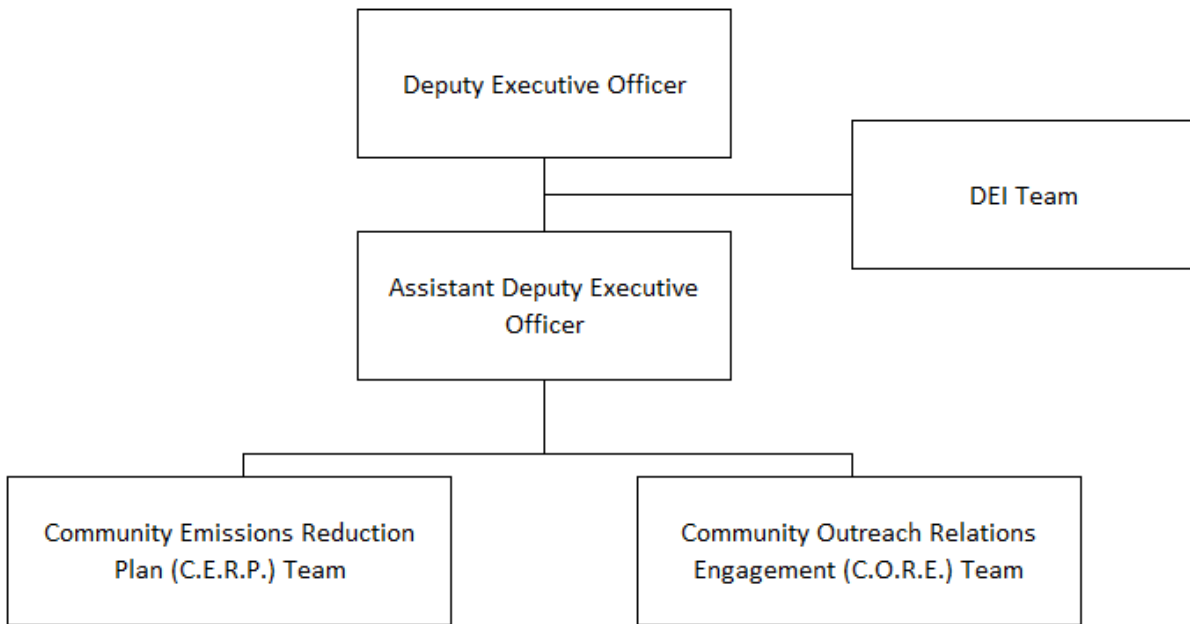 Deputy Executive Officer
DEI Team
Assistant Deputy Executive
Officer
Community Emissions Reduction
Plan (C.E.R.P.) Team
Community Outreach Relations
Engagement (C.O.R.E.) Team